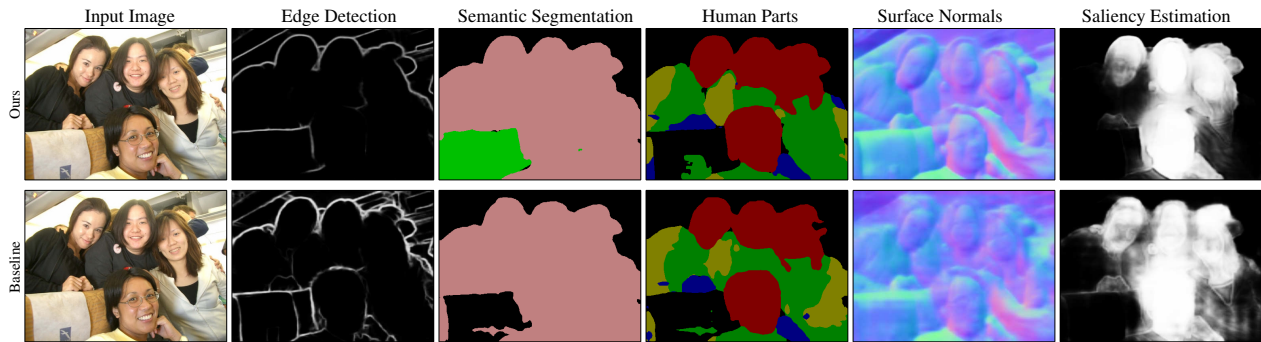 Input Image Edge Detection Semantic Segmentation Human Parts Surface Normals Saliency Estimation
Ours
Baseline